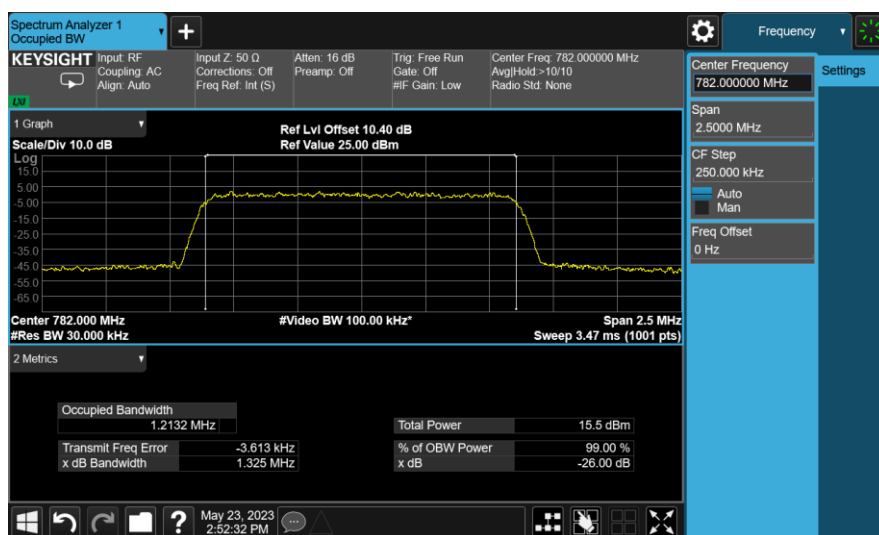 Spectrum Analyzer 1
Occupied BW
+
Frequency
KEYSIGHT
Input: RF
Coupling: AC
Align: Auto
Input Z: 50 Ω
Corrections: Off
Freq Ref: Int (S)
Atten: 16 dB
Preamp: Off
Trig: Free Run
Gate: Off
#IF Gain: Low
Center Freq: 782.000000 MHz
Avg|Hold:>10/10
Radio Std: None
LXI
Center Frequency
782.000000 MHz
Settings
Span
2.5000 MHz
CF Step
250.000 kHz
Auto
Man
Freq Offset
0 Hz
1 Graph
Scale/Div 10.0 dB
Ref Lvl Offset 10.40 dB
Ref Value 25.00 dBm
Log
15.0
5.00
-5.00
-15.0
-25.0
-35.0
-45.0
-55.0
-65.0
Center 782.000 MHz
#Video BW 100.00 kHz*
Span 2.5 MHz
#Res BW 30.000 kHz
Sweep 3.47 ms (1001 pts)
2 Metrics
Occupied Bandwidth
1.2132 MHz
Total Power 15.5 dBm
Transmit Freq Error -3.613 kHz
% of OBW Power 99.00 %
x dB Bandwidth 1.325 MHz
x dB -26.00 dB
?
May 23, 2023
2:52:32 PM